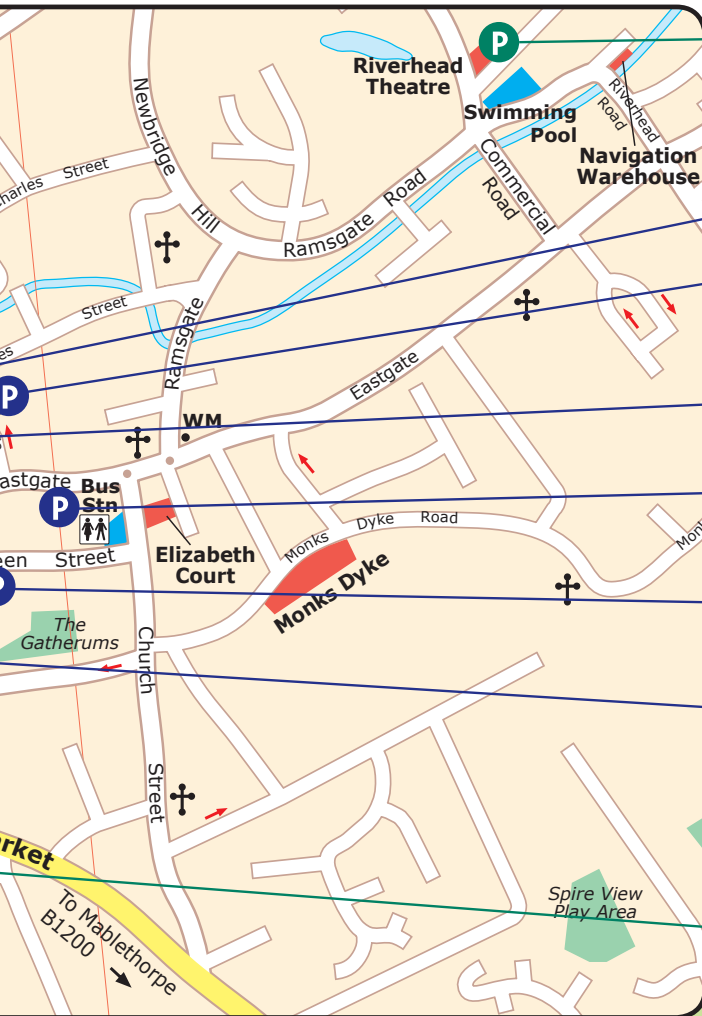 P
Riverhead
Theatre
Swimming
Pool
Riverhead
Road
Navigation
Warehouse
Newbridge
Hill
Street
Commercial
Road
Ramsgate Road
Street
Ramsgate
P
Eastgate
WM
Bus
Stn
P
Elizabeth
Court
Monks Dyke Road
Monks Dyke
Street
P
The
Gatherums
Church
Street
To Mablethorpe
B1200
Spire View
Play Area